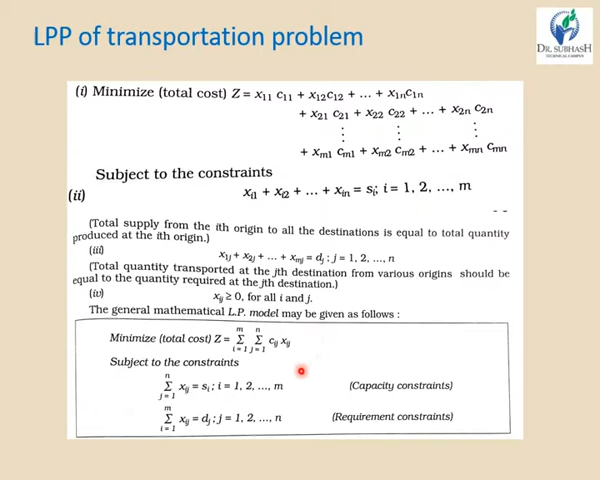 LPP of transportation problem
DR. SUBHASH
TECHNICAL CAMPUS
(i) Minimize (total cost) Z = x11 c11 + x12c12 + ... + x1nc1n
+ x21 c21 + x22 c22 + ... + x2n c2n
⋮ ⋮ ⋮
+ xm1 cm1 + xm2 cm2 + ... + xmn cmn
Subject to the constraints
(ii) xi1 + xi2 + ... + xin = si; i = 1, 2, ..., m
(Total supply from the ith origin to all the destinations is equal to total quantity
produced at the ith origin.)
(iii) x1j + x2j + ... + xmj = dj ; j = 1, 2, ..., n
(Total quantity transported at the jth destination from various origins should be
equal to the quantity required at the jth destination.)
(iv) xij ≥ 0, for all i and j.
The general mathematical L.P. model may be given as follows :
Minimize (total cost) Z = m Σ i = 1 n Σ j = 1 cij xij
Subject to the constraints
n Σ j = 1 xij = si ; i = 1, 2, ..., m (Capacity constraints)
m Σ i = 1 xij = dj ; j = 1, 2, ..., n (Requirement constraints)